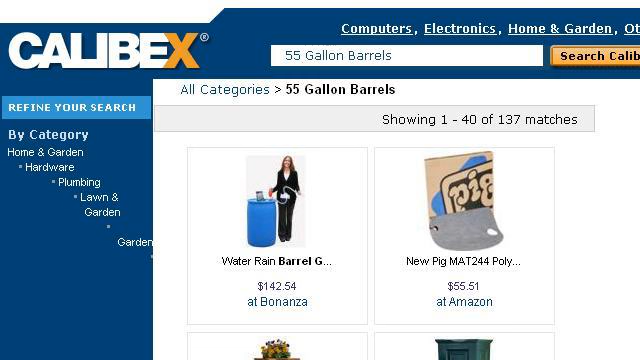 CALIBEX®
Computers, Electronics, Home & Garden, Ot
55 Gallon Barrels
Search Calib
All Categories > 55 Gallon Barrels
REFINE YOUR SEARCH
Showing 1 - 40 of 137 matches
By Category
Home & Garden
Hardware
Plumbing
Lawn &
Garden
Garden
pig
Water Rain Barrel G...
$142.54
at Bonanza
New Pig MAT244 Poly...
$55.51
at Amazon